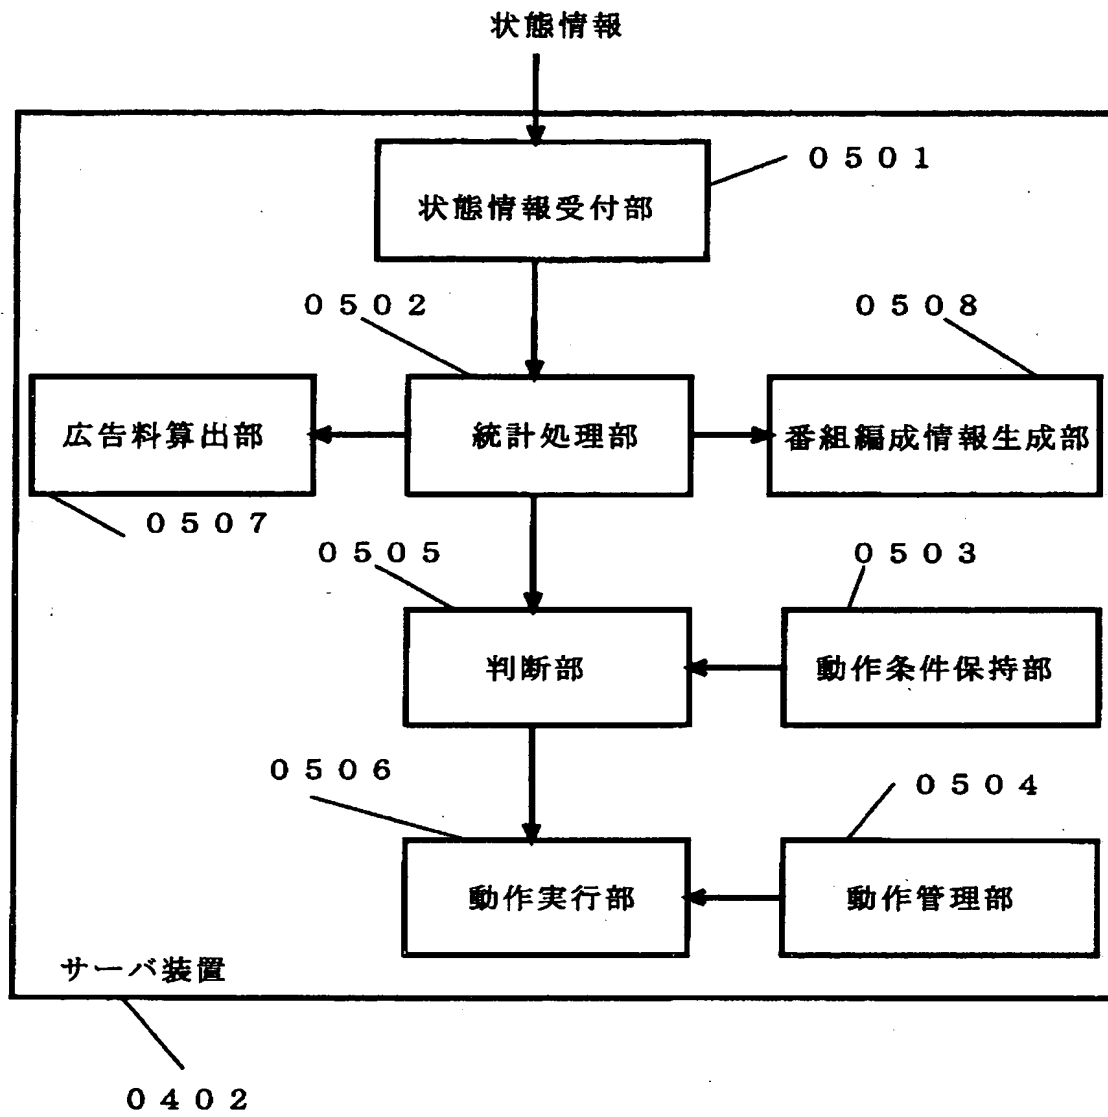 状態情報
0501
状態情報受付部
0502
0508
広告料算出部
統計処理部
番組編成情報生成部
0507
0505
0503
判断部
動作条件保持部
0506
0504
動作実行部
動作管理部
サーバ装置
0402